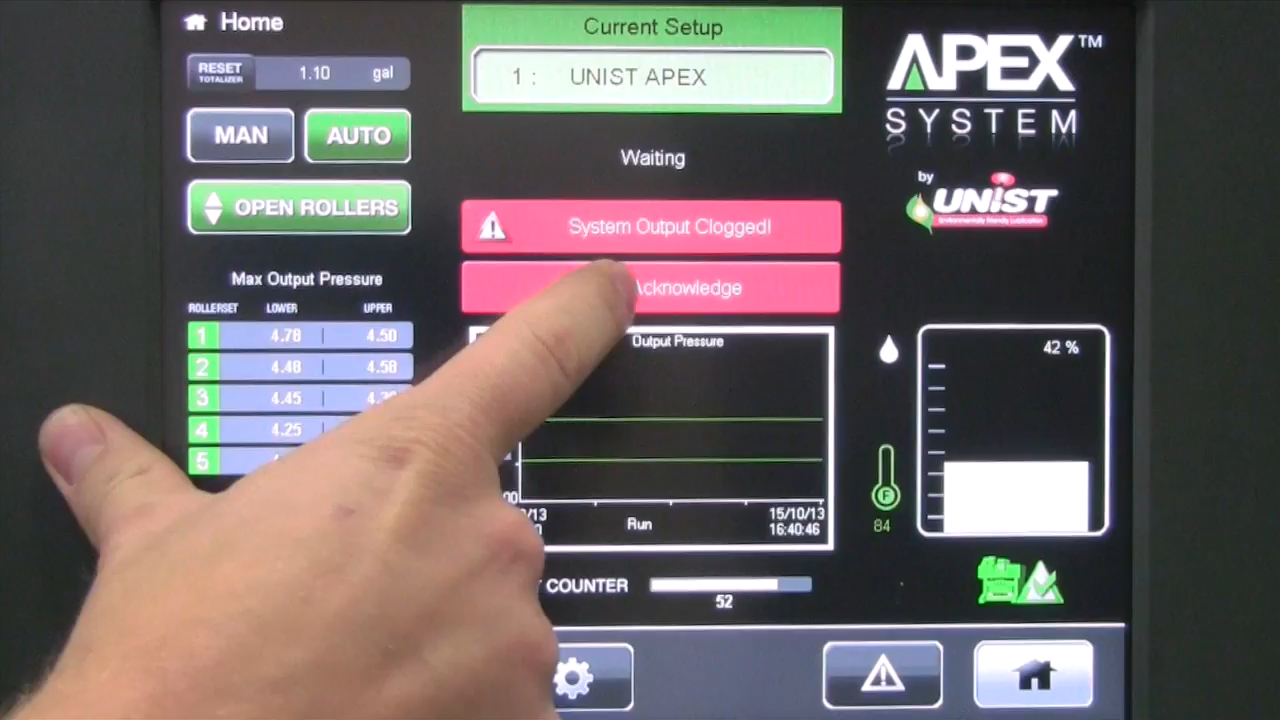 Home
RESET
TOTALIZER
1.10 gal
MAN
AUTO
OPEN ROLLERS
Max Output Pressure
ROLLERSET LOWER UPPER
1 4.78 4.50
2 4.48 4.58
3 4.45
4 4.25
5
Current Setup
1 : UNIST APEX
Waiting
System Output Clogged!
Acknowledge
Output Pressure
/13 15/10/13
Run 16:40:46
COUNTER
52
APEX™
SYSTEM
by UNIST
Environmentally Friendly Lubrication
42 %
F
84